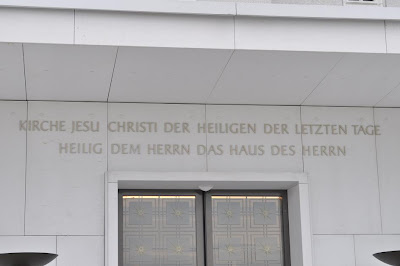 KIRCHE JESU CHRISTI DER HEILIGEN DER LETZTEN TAGE
HEILIG DEM HERRN DAS HAUS DES HERRN